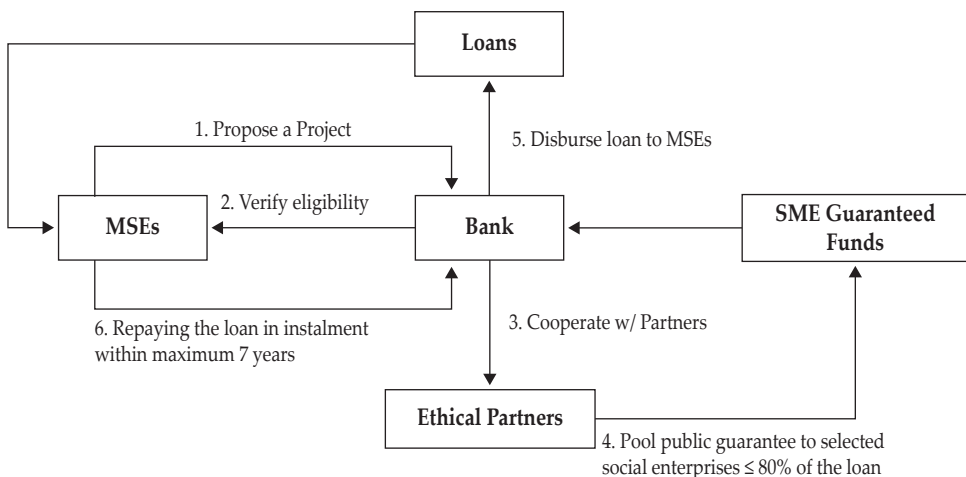 Loans
1. Propose a Project
5. Disburse loan to MSEs
2. Verify eligibility
MSEs
Bank
SME Guaranteed
Funds
6. Repaying the loan in instalment
within maximum 7 years
3. Cooperate w/ Partners
Ethical Partners
4. Pool public guarantee to selected
social enterprises ≤ 80% of the loan